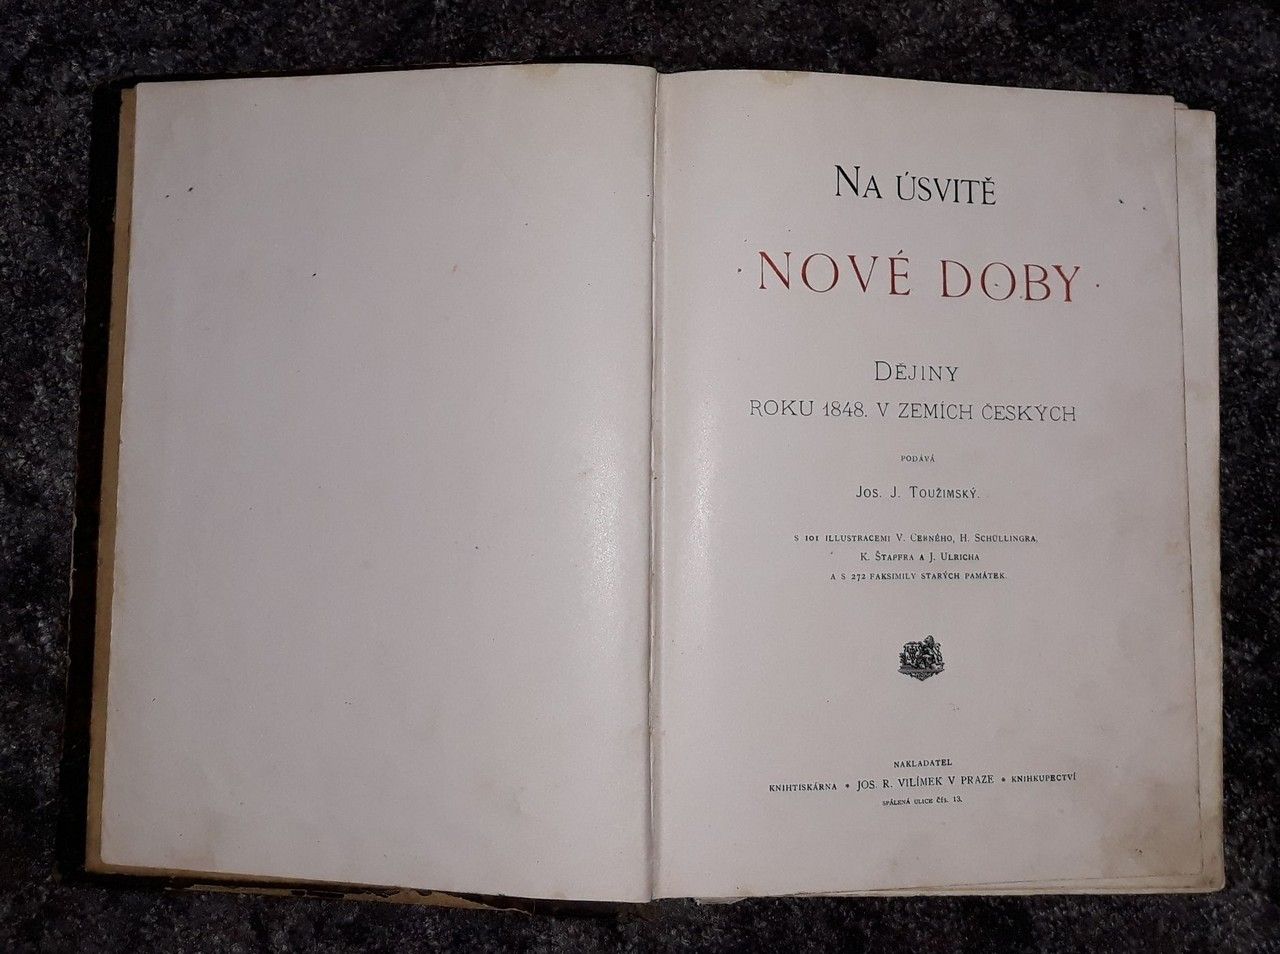 NA ÚSVITĚ
· NOVÉ DOBY ·
DĚJINY
ROKU 1848. V ZEMÍCH ČESKÝCH
PODÁVÁ
JOS. J. TOUŽIMSKÝ.
S 101 ILLUSTRACEMI V. ČERNÉHO, H. SCHÜLLINGRA,
K. ŠTAPFRA A J. ULRICHA
A S 272 FAKSIMILY STARÝCH PAMÁTEK.
NAKLADATEL
KNIHTISKÁRNA * JOS. R. VILÍMEK V PRAZE * KNIHKUPECTVÍ
SPÁLENÁ ULICE ČÍS. 13.